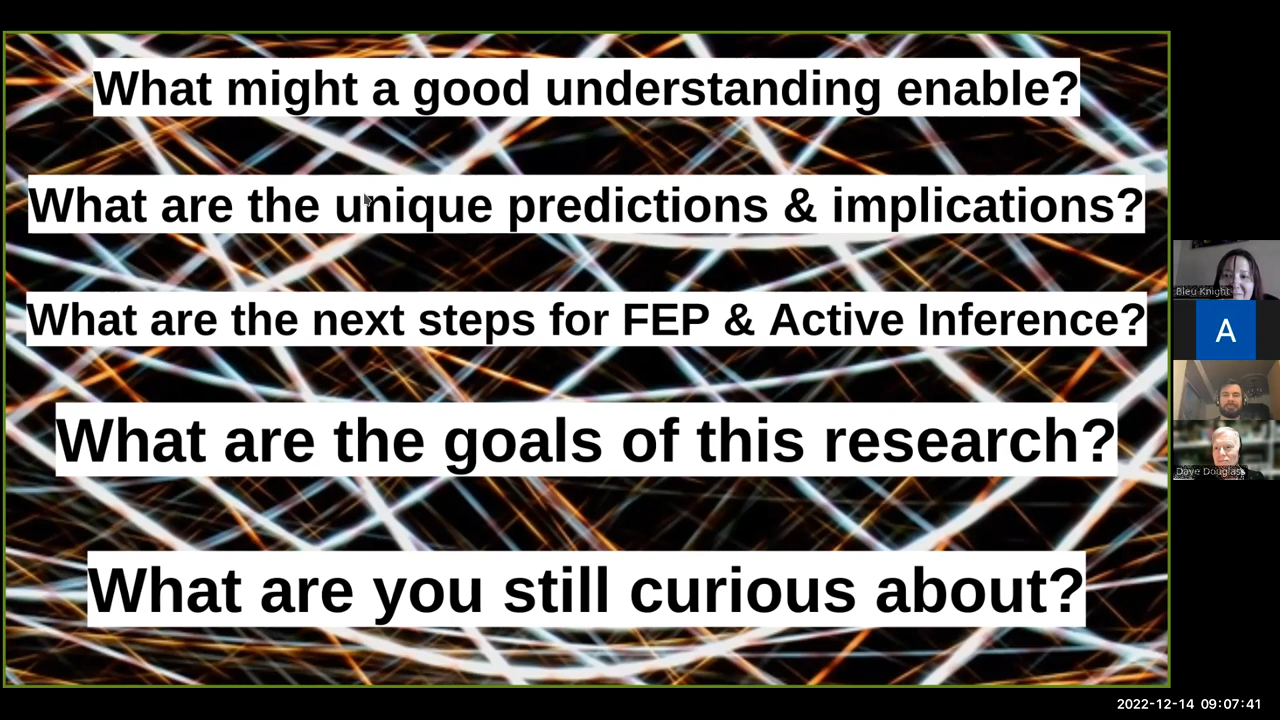 What might a good understanding enable?
What are the unique predictions & implications?
What are the next steps for FEP & Active Inference?
What are the goals of this research?
What are you still curious about?
Bleu Knight
A
Dave Douglass
2022-12-14 09:07:41